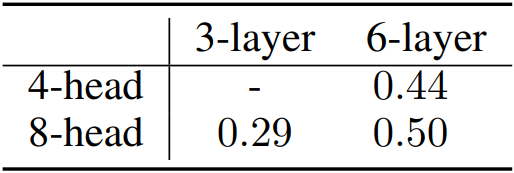 3-layer 6-layer
4-head - 0.44
8-head 0.29 0.50